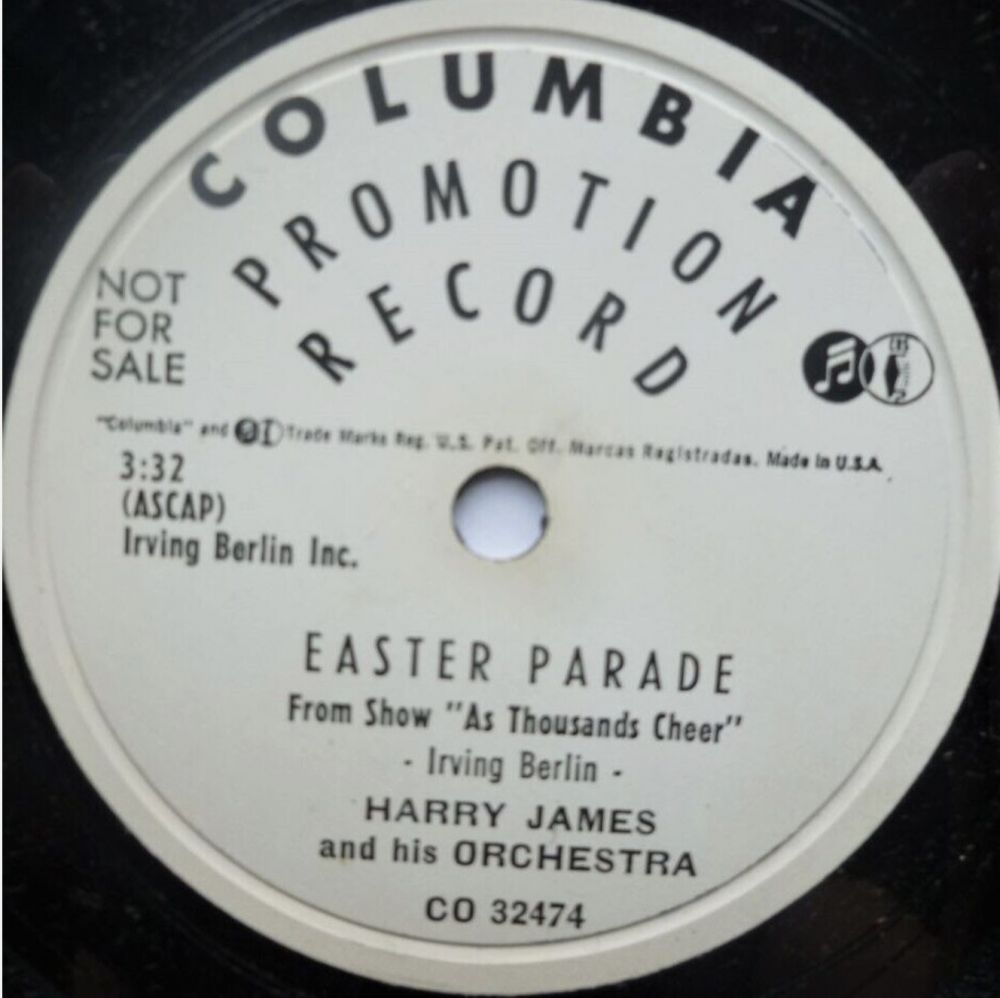 COLUMBIA
PROMOTION
RECORD
NOT
FOR
SALE
"Columbia" and Trade Marks Reg. U.S. Pat. Off. Marcas Registradas. Made in U.S.A.
3:32
(ASCAP)
Irving Berlin Inc.
EASTER PARADE
From Show "As Thousands Cheer"
- Irving Berlin -
HARRY JAMES
and his ORCHESTRA
CO 32474